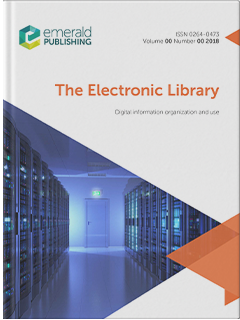 emerald
PUBLISHING
ISSN 0264-0473
Volume 00 Number 00 2018
The Electronic Library
Digital information organization and use